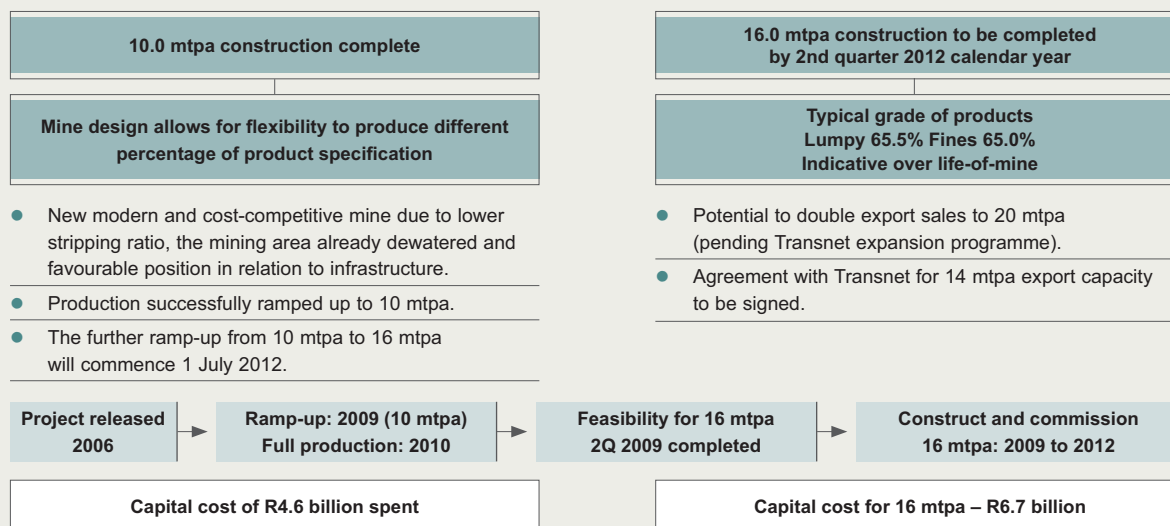 10.0 mtpa construction complete
Mine design allows for flexibility to produce different
percentage of product specification
● New modern and cost-competitive mine due to lower
stripping ratio, the mining area already dewatered and
favourable position in relation to infrastructure.
● Production successfully ramped up to 10 mtpa.
● The further ramp-up from 10 mtpa to 16 mtpa
will commence 1 July 2012.
16.0 mtpa construction to be completed
by 2nd quarter 2012 calendar year
Typical grade of products
Lumpy 65.5% Fines 65.0%
Indicative over life-of-mine
● Potential to double export sales to 20 mtpa
(pending Transnet expansion programme).
● Agreement with Transnet for 14 mtpa export capacity
to be signed.
Project released
2006
Ramp-up: 2009 (10 mtpa)
Full production: 2010
Feasibility for 16 mtpa
2Q 2009 completed
Construct and commission
16 mtpa: 2009 to 2012
Capital cost of R4.6 billion spent
Capital cost for 16 mtpa – R6.7 billion